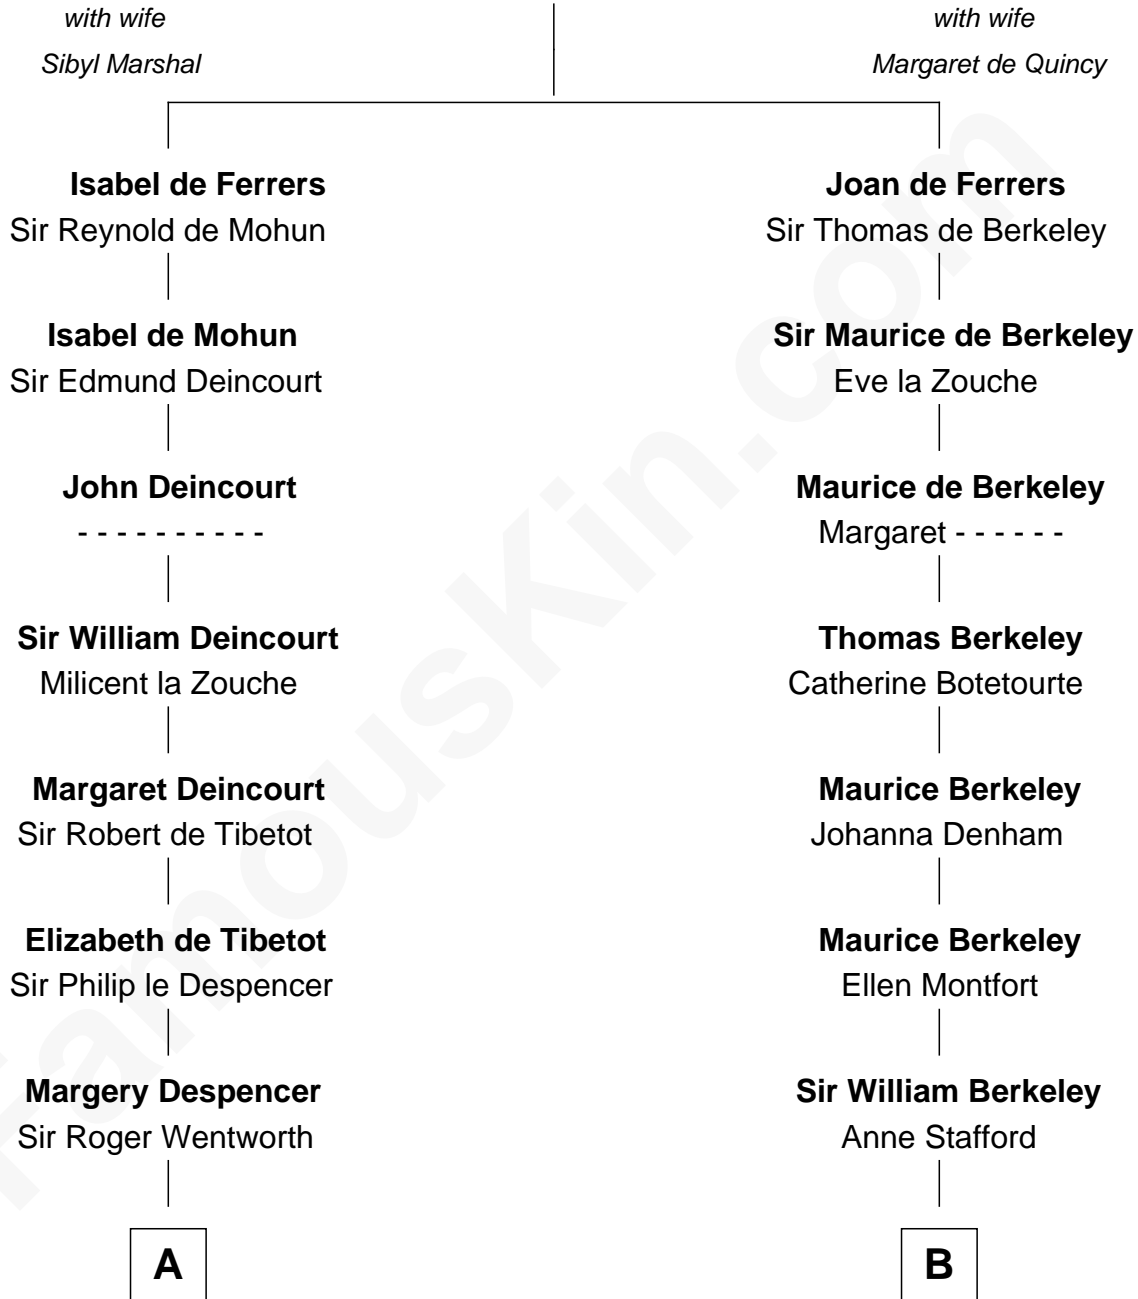 with wife
Sibyl Marshal
with wife
Margaret de Quincy
Isabel de Ferrers
Sir Reynold de Mohun
Joan de Ferrers
Sir Thomas de Berkeley
Isabel de Mohun
Sir Edmund Deincourt
Sir Maurice de Berkeley
Eve la Zouche
John Deincourt
- - - - - - - - - -
Maurice de Berkeley
Margaret - - - - - -
Sir William Deincourt
Milicent la Zouche
Thomas Berkeley
Catherine Botetourte
Margaret Deincourt
Sir Robert de Tibetot
Maurice Berkeley
Johanna Denham
Elizabeth de Tibetot
Sir Philip le Despencer
Maurice Berkeley
Ellen Montfort
Margery Despencer
Sir Roger Wentworth
Sir William Berkeley
Anne Stafford
A
B
FamousKin.com